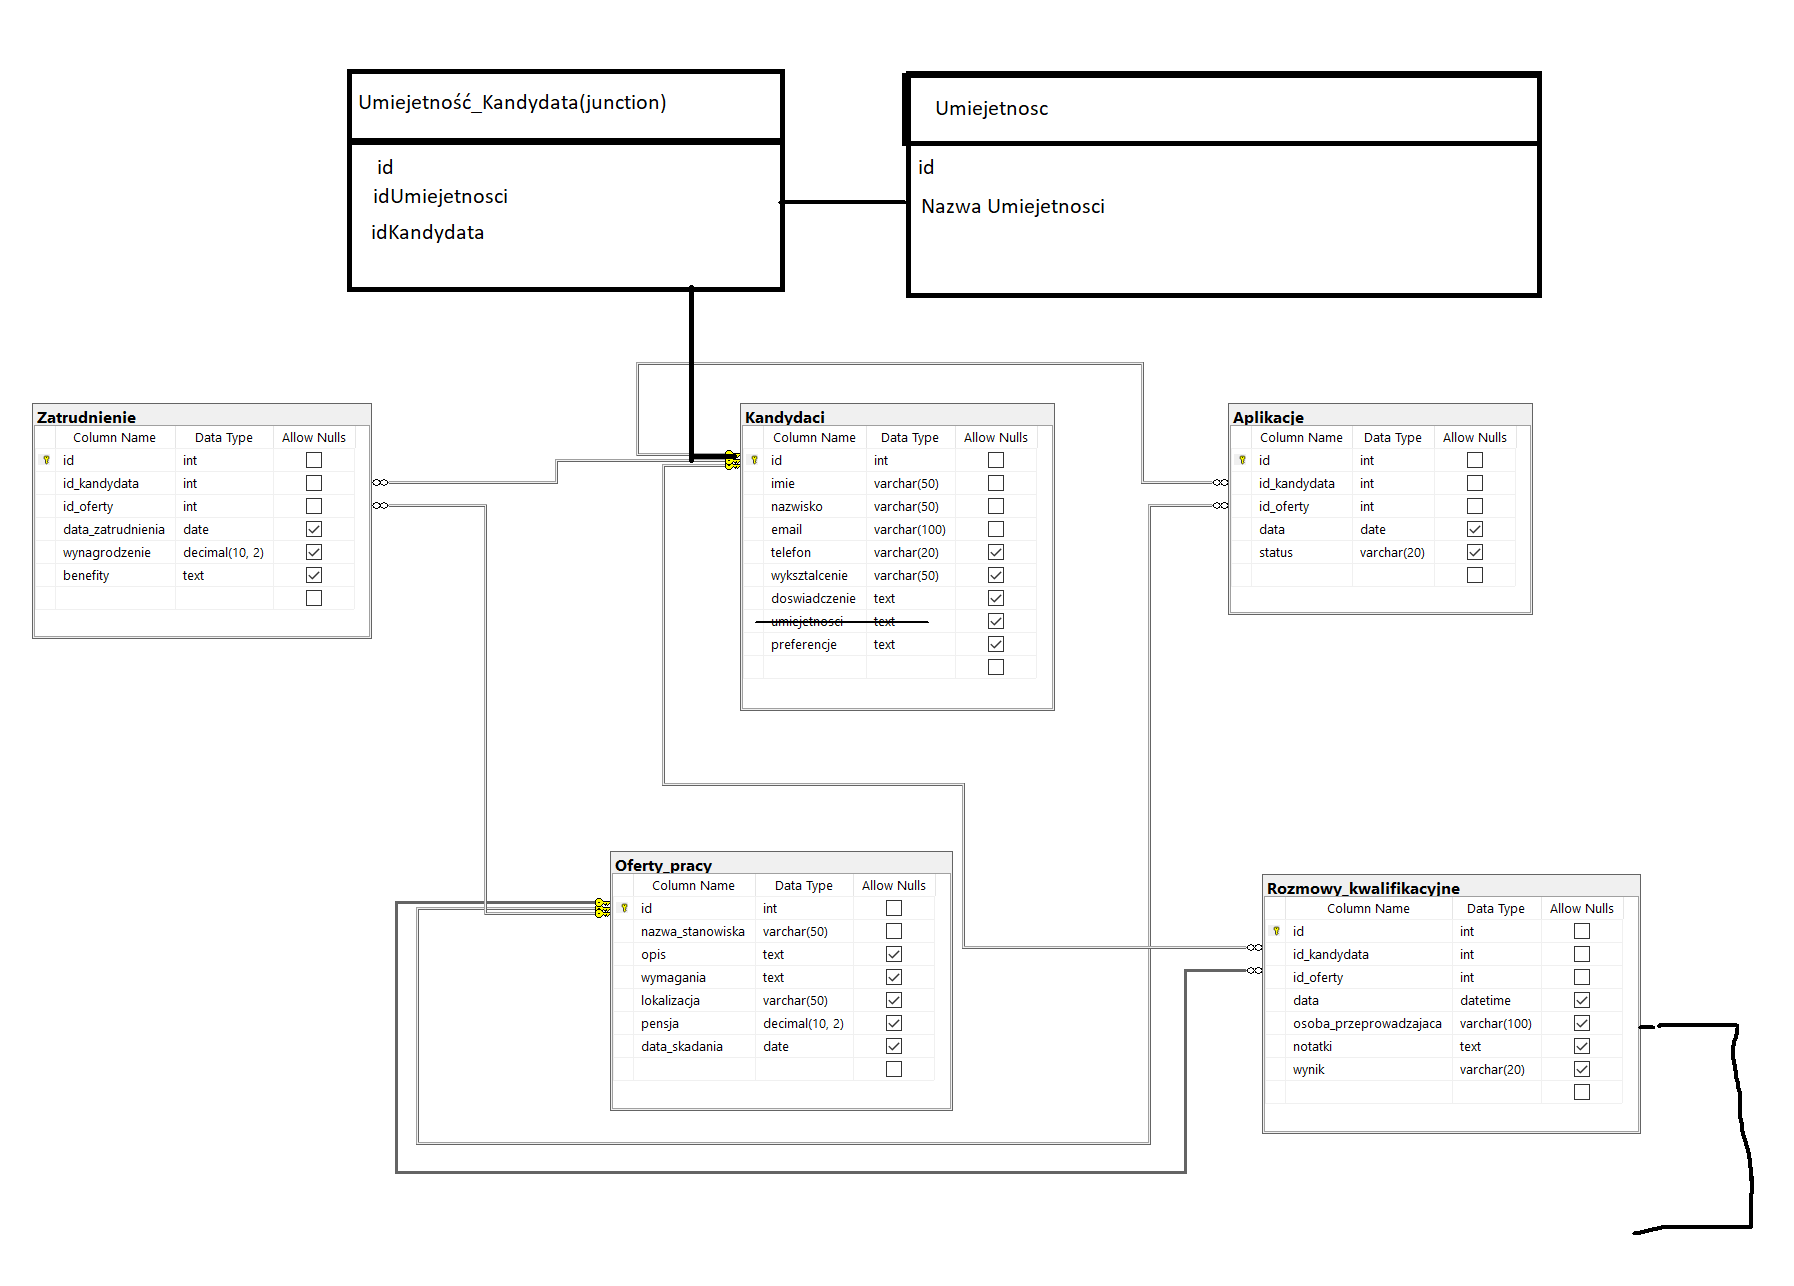 Umiejetność_Kandydata(junction)
id
idUmiejetnosci
idKandydata
Umiejetnosc
id
Nazwa Umiejetnosci
Zatrudnienie
Column Name Data Type Allow Nulls
id int
id_kandydata int
id_oferty int
data_zatrudnienia date
wynagrodzenie decimal(10, 2)
benefity text
Kandydaci
Column Name Data Type Allow Nulls
id int
imie varchar(50)
nazwisko varchar(50)
email varchar(100)
telefon varchar(20)
wyksztalcenie varchar(50)
doswiadczenie text
umiejetnosci text
preferencje text
Aplikacje
Column Name Data Type Allow Nulls
id int
id_kandydata int
id_oferty int
data date
status varchar(20)
Oferty_pracy
Column Name Data Type Allow Nulls
id int
nazwa_stanowiska varchar(50)
opis text
wymagania text
lokalizacja varchar(50)
pensja decimal(10, 2)
data_skadania date
Rozmowy_kwalifikacyjne
Column Name Data Type Allow Nulls
id int
id_kandydata int
id_oferty int
data datetime
osoba_przeprowadzajaca varchar(100)
notatki text
wynik varchar(20)